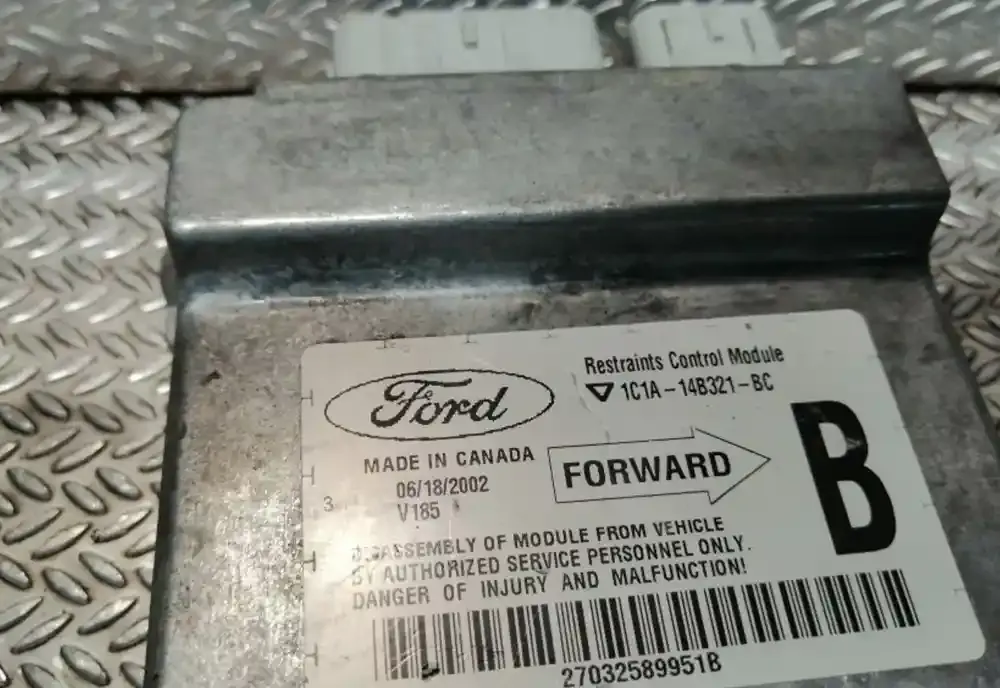 Restraints Control Module
1C1A-14B321-BC
Ford
B
MADE IN CANADA
FORWARD
06/18/2002
3
V185
DISASSEMBLY OF MODULE FROM VEHICLE
BY AUTHORIZED SERVICE PERSONNEL ONLY.
DANGER OF INJURY AND MALFUNCTION!
27032589951B